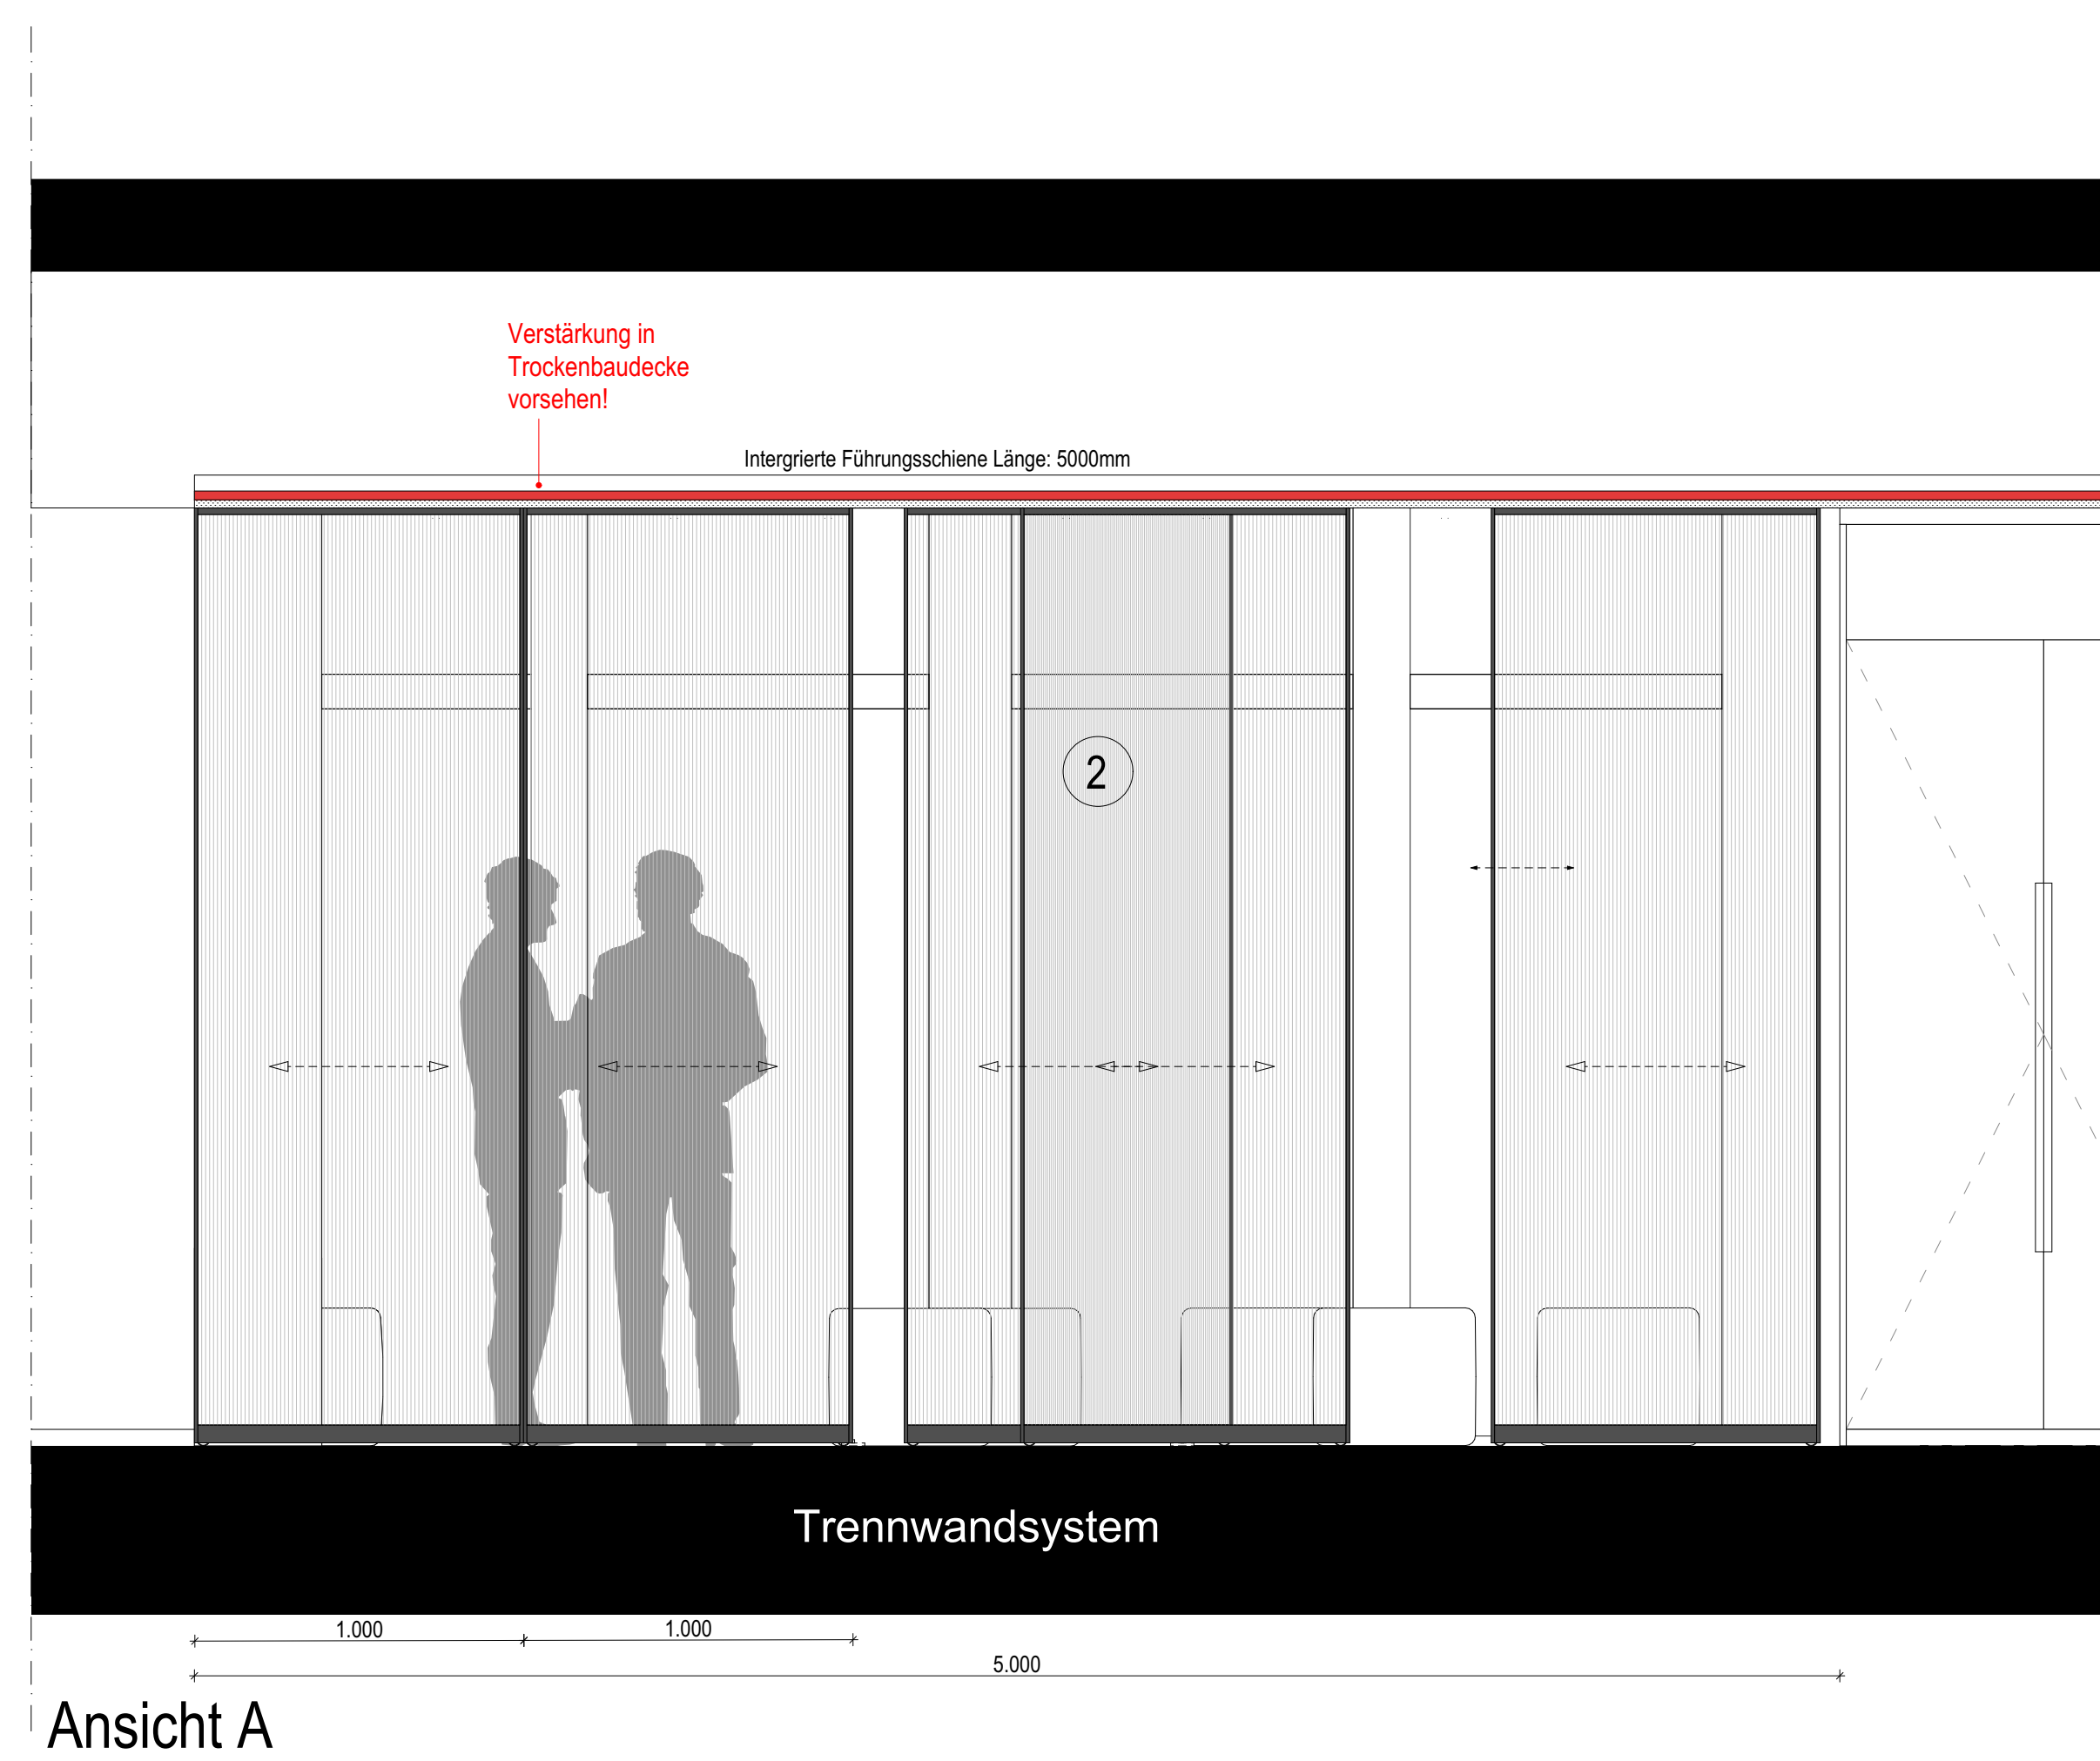 Verstärkung in
Trockenbaudecke
vorsehen!
Intergrierte Führungsschiene Länge: 5000mm
2
Trennwandsystem
1.000 1.000
5.000
Ansicht A